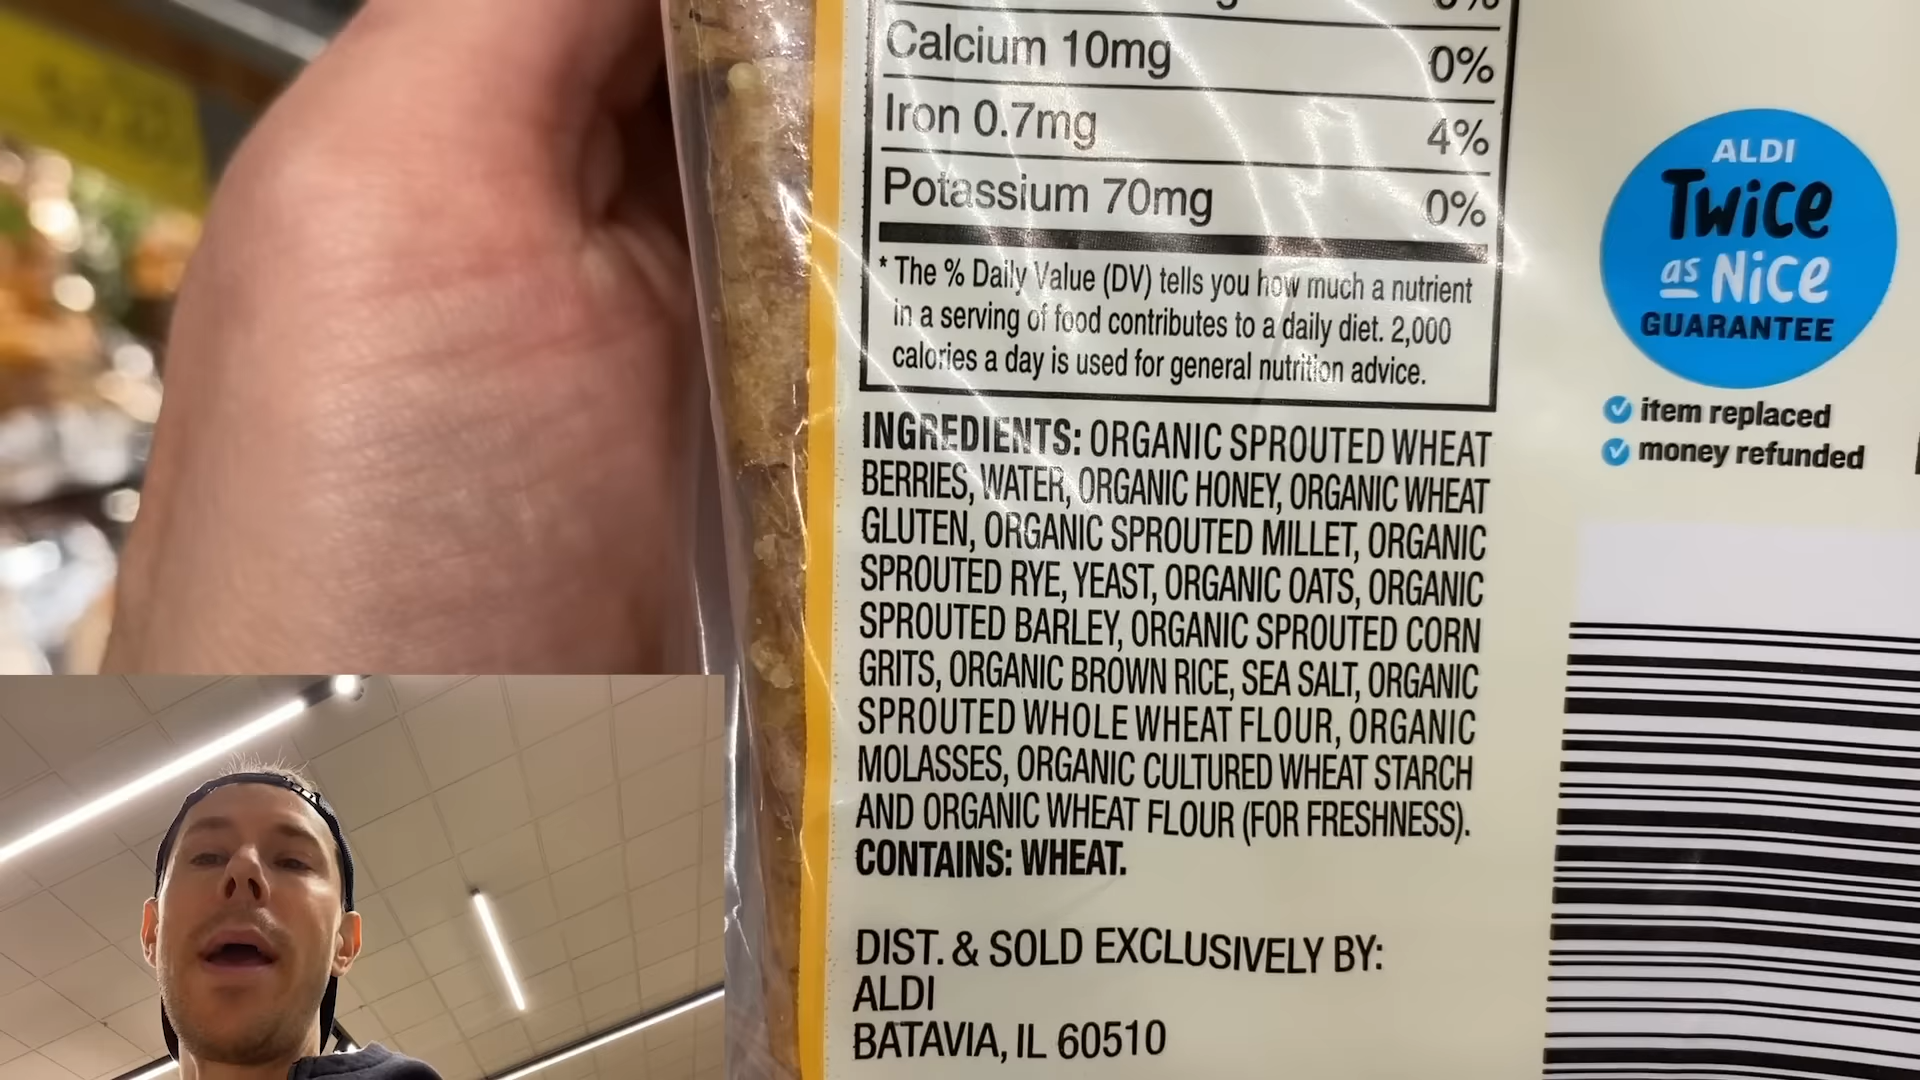 Calcium 10mg 0%
Iron 0.7mg 4%
Potassium 70mg 0%
* The % Daily Value (DV) tells you how much a nutrient
in a serving of food contributes to a daily diet. 2,000
calories a day is used for general nutrition advice.
INGREDIENTS: ORGANIC SPROUTED WHEAT
BERRIES, WATER, ORGANIC HONEY, ORGANIC WHEAT
GLUTEN, ORGANIC SPROUTED MILLET, ORGANIC
SPROUTED RYE, YEAST, ORGANIC OATS, ORGANIC
SPROUTED BARLEY, ORGANIC SPROUTED CORN
GRITS, ORGANIC BROWN RICE, SEA SALT, ORGANIC
SPROUTED WHOLE WHEAT FLOUR, ORGANIC
MOLASSES, ORGANIC CULTURED WHEAT STARCH
AND ORGANIC WHEAT FLOUR (FOR FRESHNESS).
CONTAINS: WHEAT.
DIST. & SOLD EXCLUSIVELY BY:
ALDI
BATAVIA, IL 60510
ALDI
Twice
as Nice
GUARANTEE
item replaced
money refunded